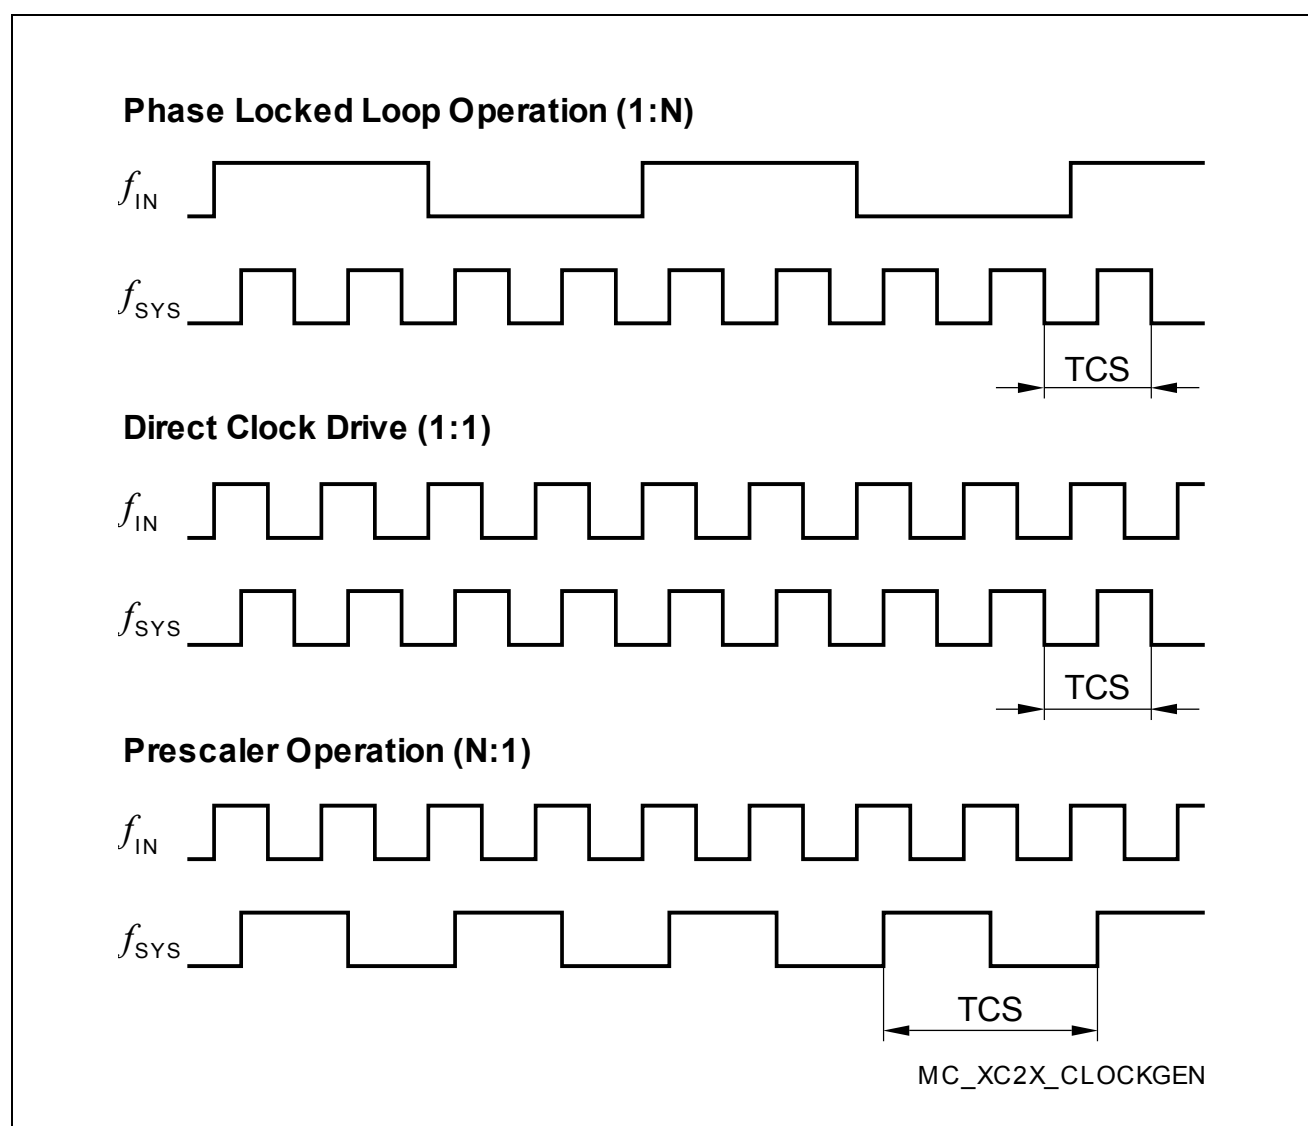 Phase Locked Loop Operation (1:N)
fIN
fSYS
TCS
Direct Clock Drive (1:1)
fIN
fSYS
TCS
Prescaler Operation (N:1)
fIN
fSYS
TCS
MC_XC2X_CLOCKGEN